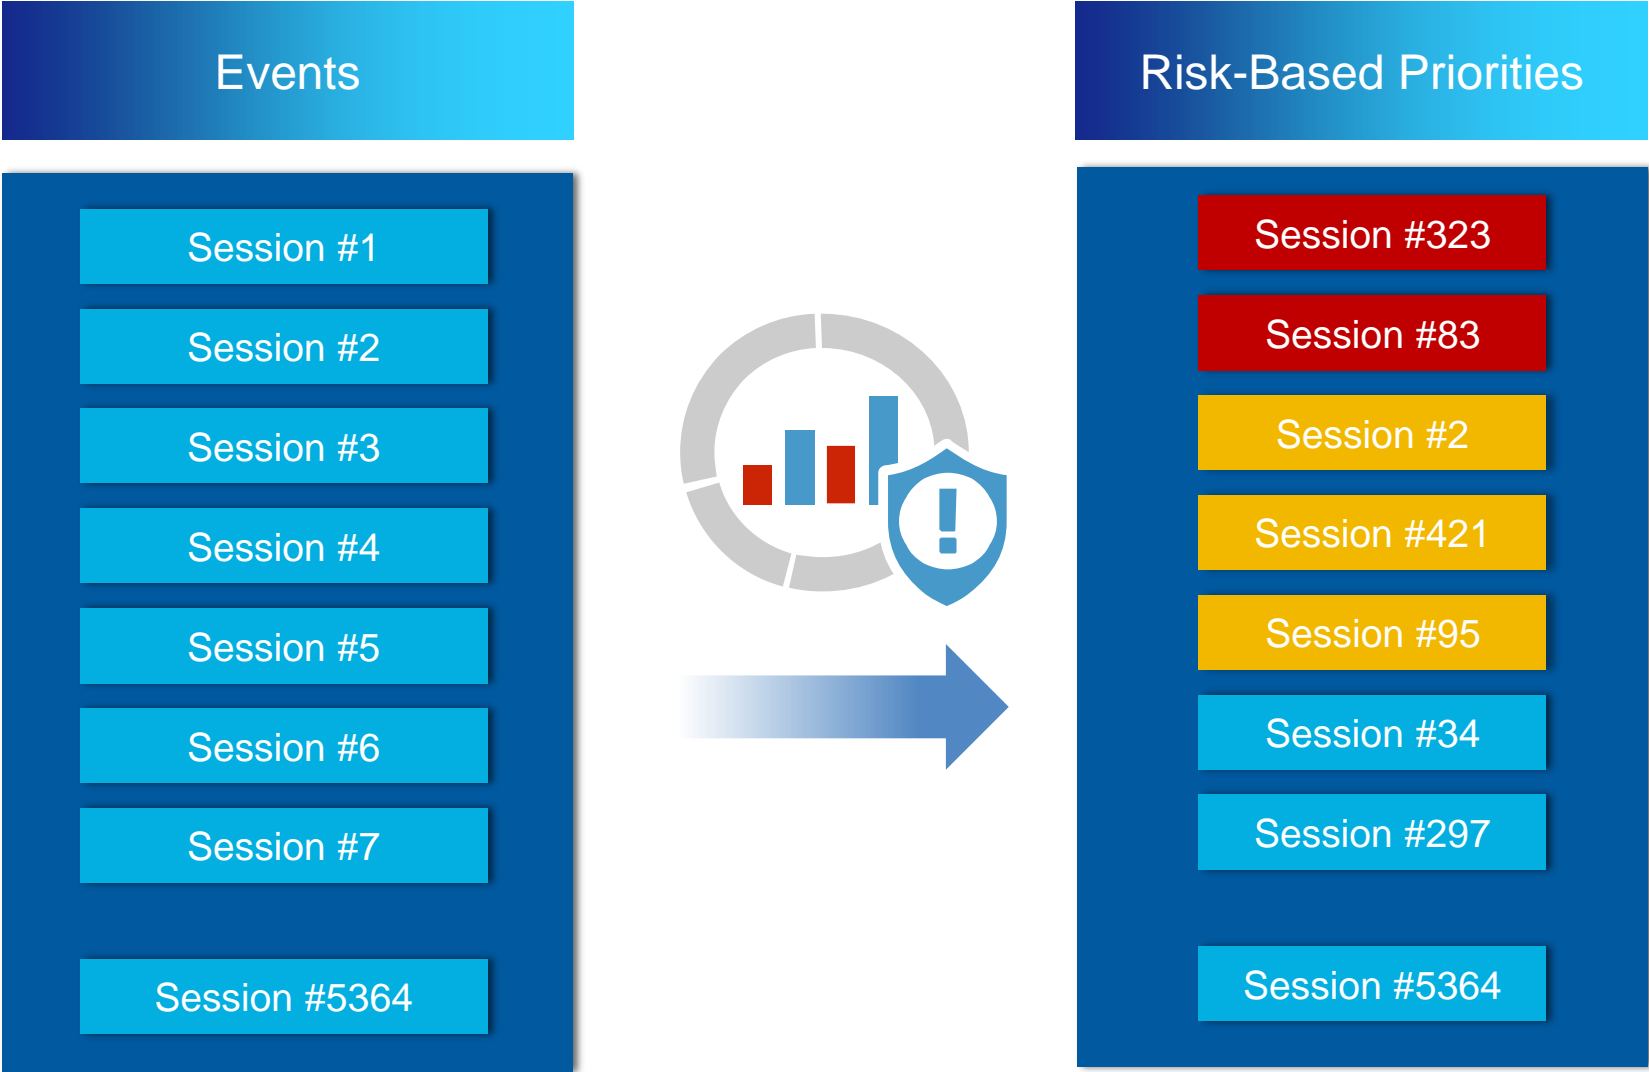 Events
Session #1
Session #2
Session #3
Session #4
Session #5
Session #6
Session #7
Session #5364
!
Risk-Based Priorities
Session #323
Session #83
Session #2
Session #421
Session #95
Session #34
Session #297
Session #5364